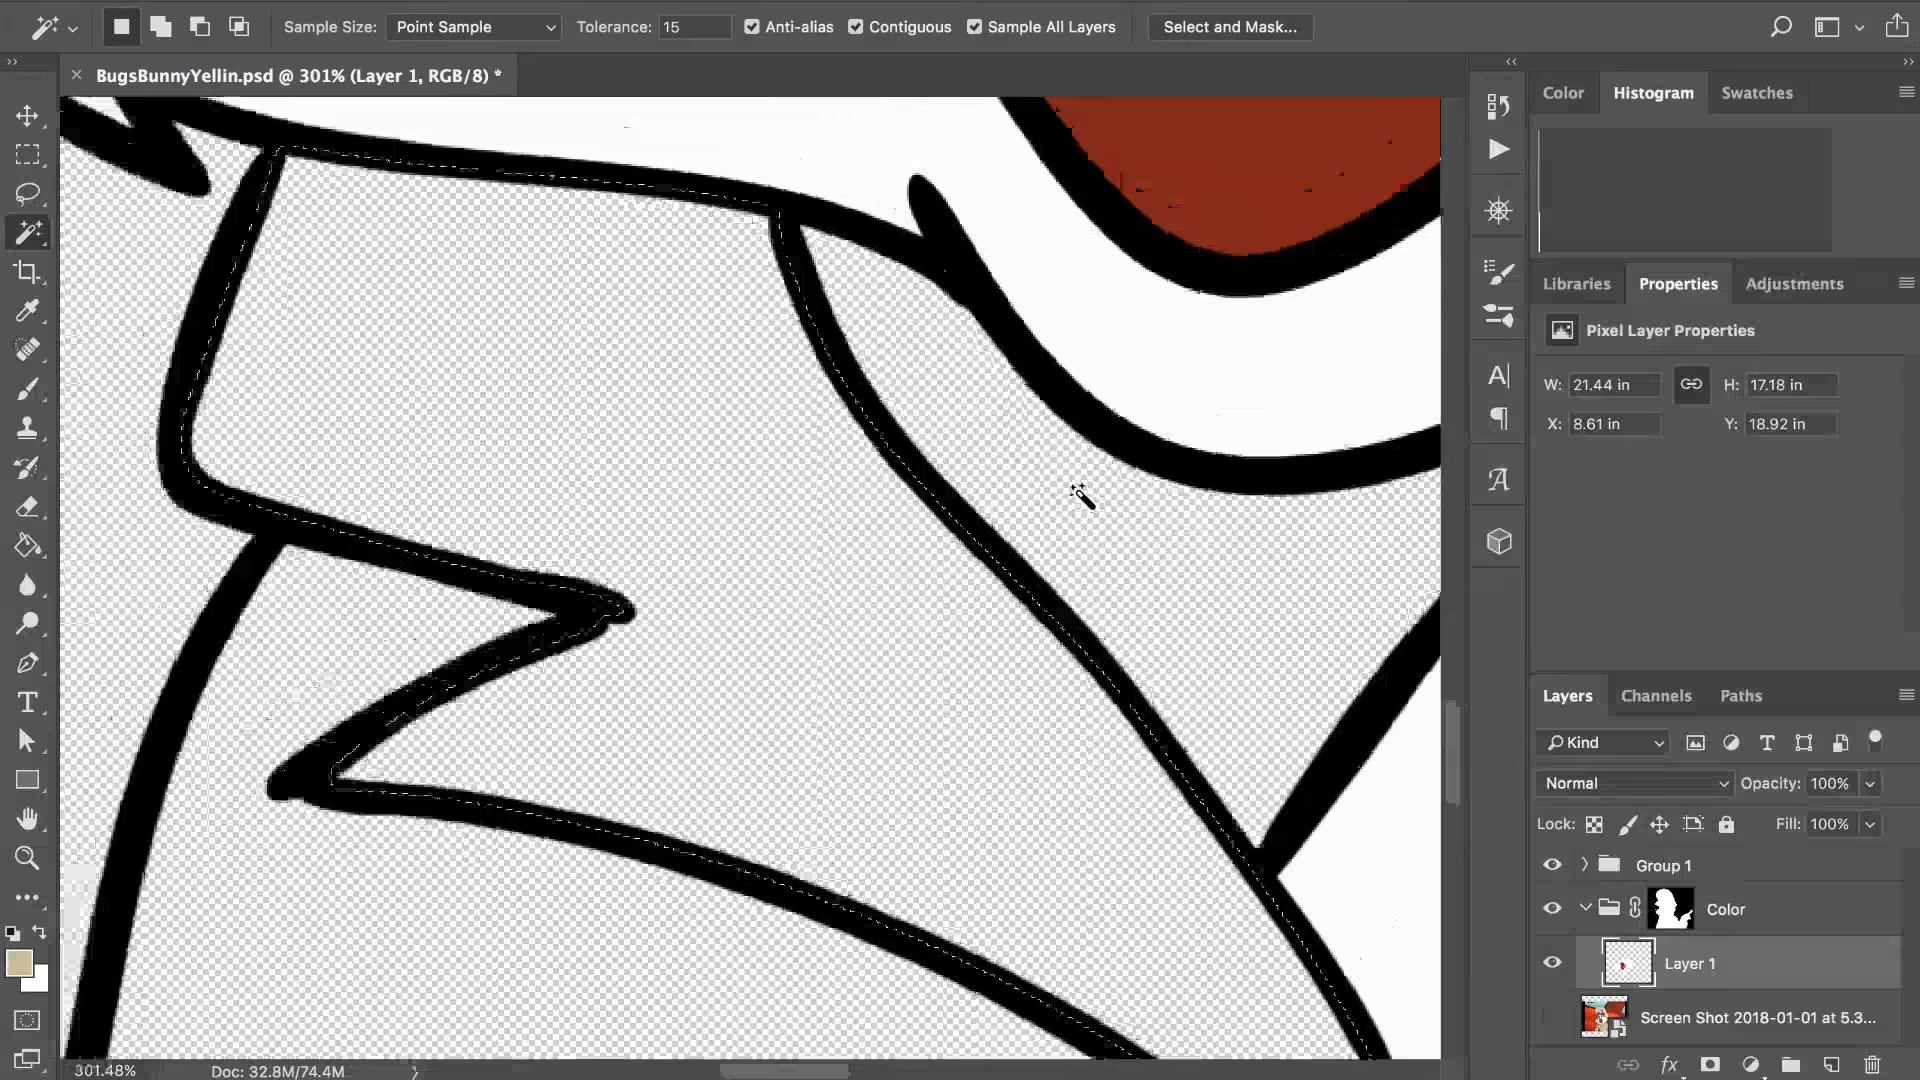 Sample Size: Point Sample Tolerance: 15 Anti-alias Contiguous Sample All Layers Select and Mask...
BugsBunnyYellin.psd @ 301% (Layer 1, RGB/8) *
Color Histogram Swatches
Libraries Properties Adjustments
Pixel Layer Properties
W: 21.44 in H: 17.18 in
X: 8.61 in Y: 18.92 in
Layers Channels Paths
Kind
Normal Opacity: 100%
Lock: Fill: 100%
Group 1
Color
Layer 1
Screen Shot 2018-01-01 at 5.3...
fx
301.48% Doc: 32.8M/74.4M